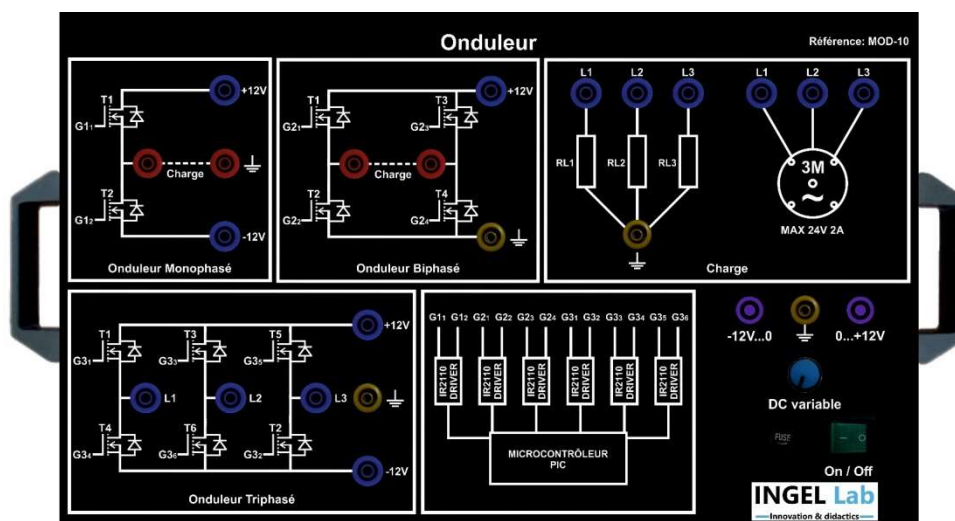 Onduleur
Référence: MOD-10
T1
+12V
G1₁
Charge
T2
G1₂
-12V
Onduleur Monophasé
T1
T3
+12V
G2₁
G2₃
Charge
T2
T4
G2₂
G2₄
Onduleur Biphasé
L1 L2 L3
L1 L2 L3
RL1 RL2 RL3
3M
~
MAX 24V 2A
Charge
T1 T3 T5
+12V
G3₁ G3₃ G3₅
L1 L2 L3
T4 T6 T2
G3₄ G3₆ G3₂
-12V
Onduleur Triphasé
G1₁ G1₂ G2₁ G2₂ G2₃ G2₄ G3₁ G3₂ G3₃ G3₄ G3₅ G3₆
IR2110 DRIVER
IR2110 DRIVER
IR2110 DRIVER
IR2110 DRIVER
IR2110 DRIVER
IR2110 DRIVER
MICROCONTRÔLEUR
PIC
-12V...0
0...+12V
DC variable
FUSE
On / Off
INGEL Lab
Innovation & didactics